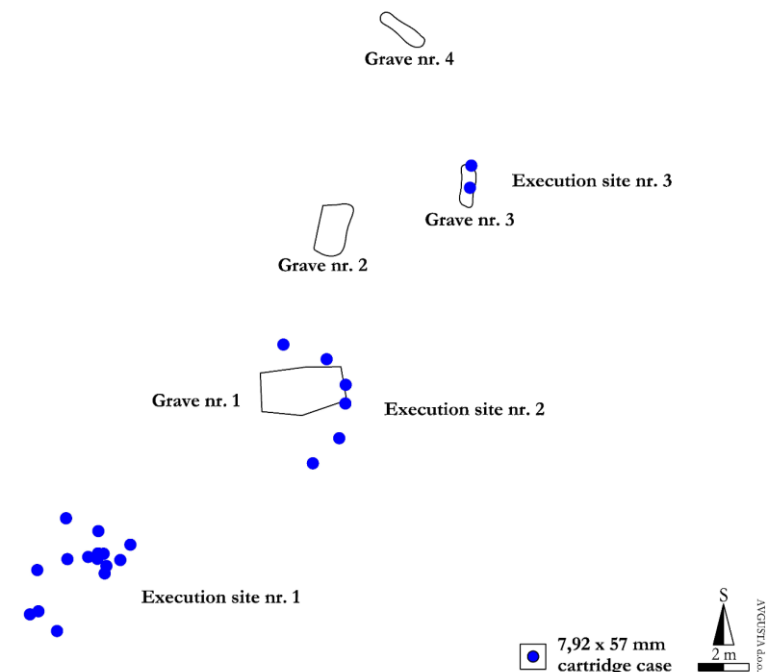 Grave nr. 4
Execution site nr. 3
Grave nr. 3
Grave nr. 2
Grave nr. 1
Execution site nr. 2
Execution site nr. 1
S
2 m
7,92 x 57 mm
cartridge case
AVGUSTA d.o.o.